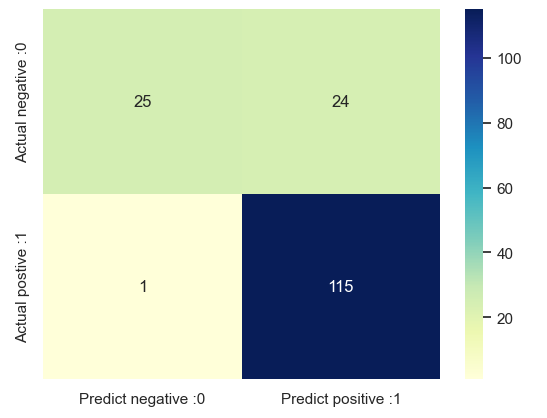 Actual negative :0
25
24
Actual postive :1
1
115
Predict negative :0
Predict positive :1
100
80
60
40
20